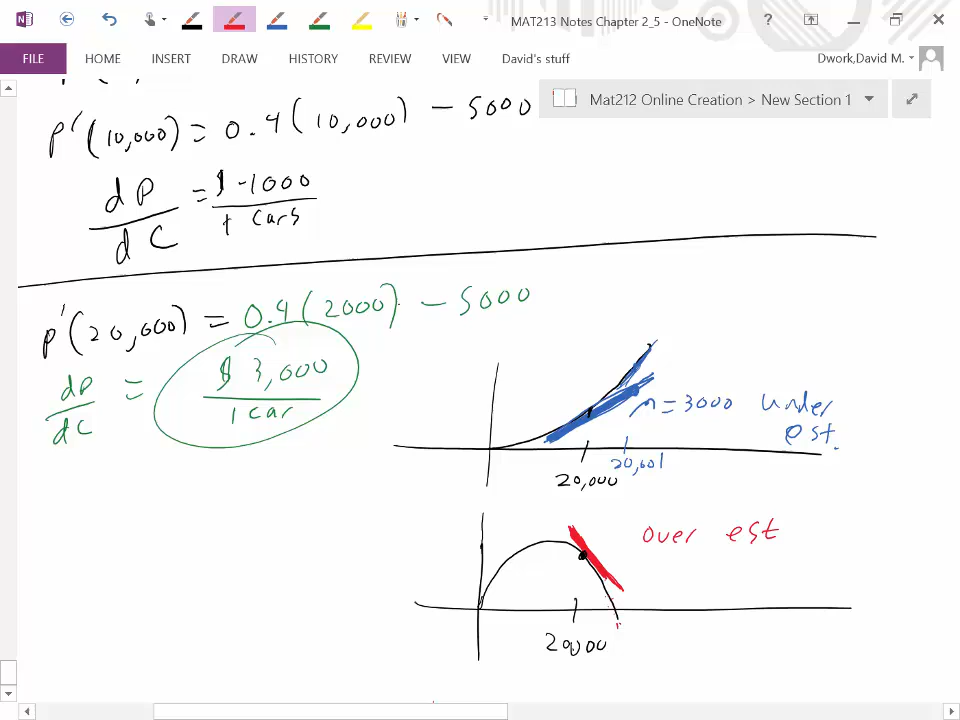 MAT213 Notes Chapter 2_5 - OneNote
?
FILE HOME INSERT DRAW HISTORY REVIEW VIEW David's stuff
Dwork,David M.
Mat212 Online Creation > New Section 1
P'(10,000) = 0.4(10,000) - 5000
dP/dC = $ -1000 / 1 cars
P'(20,000) = 0.4(2000) - 5000
dP/dC = $ 3,000 / 1 car
m = 3000 under
est.
20,000
20,001
over est
20,000